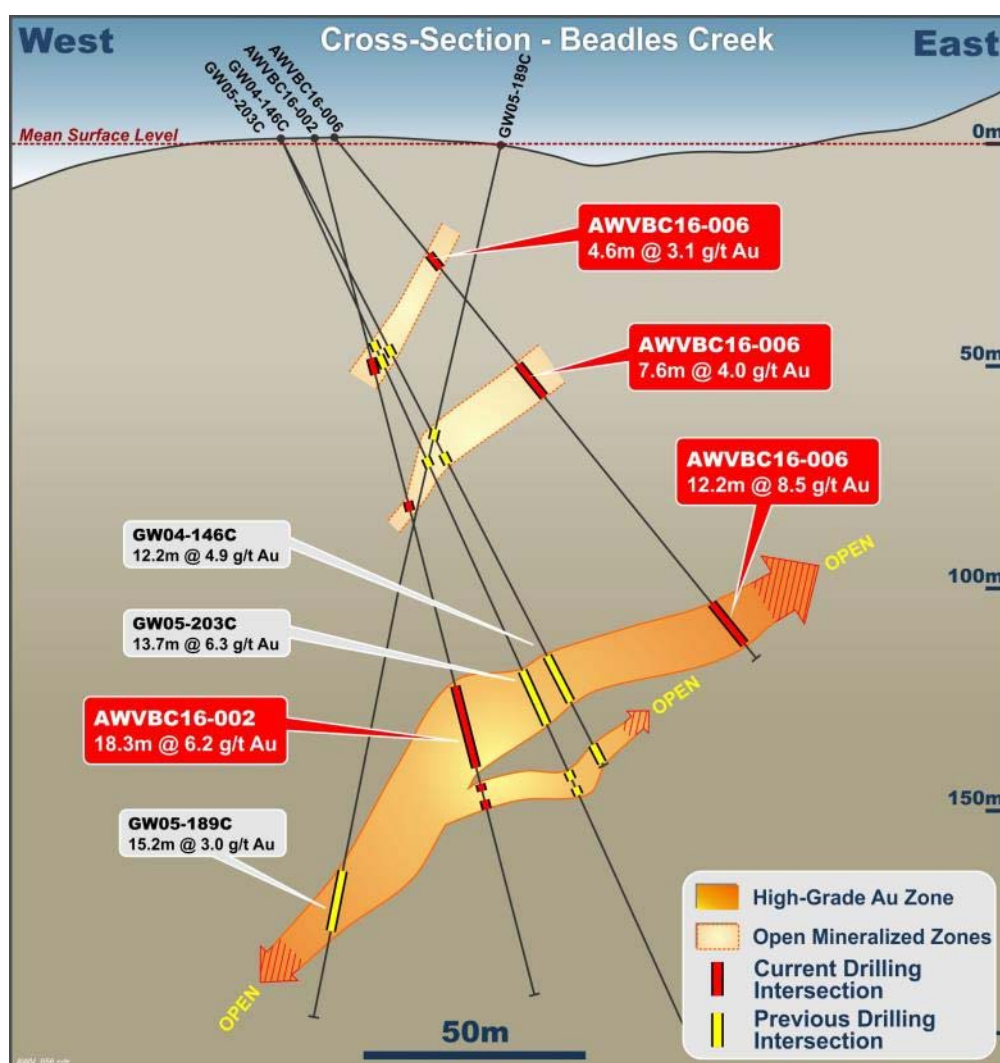 West
Cross-Section - Beadles Creek
East
GW05-203C
GW04-146C
AWVBC16-002
AWVBC16-006
GW05-189C
Mean Surface Level
0m
AWVBC16-006
4.6m @ 3.1 g/t Au
50m
AWVBC16-006
7.6m @ 4.0 g/t Au
AWVBC16-006
12.2m @ 8.5 g/t Au
GW04-146C
12.2m @ 4.9 g/t Au
OPEN
100m
GW05-203C
13.7m @ 6.3 g/t Au
OPEN
AWVBC16-002
18.3m @ 6.2 g/t Au
150m
GW05-189C
15.2m @ 3.0 g/t Au
OPEN
High-Grade Au Zone
Open Mineralized Zones
Current Drilling
Intersection
Previous Drilling
Intersection
50m